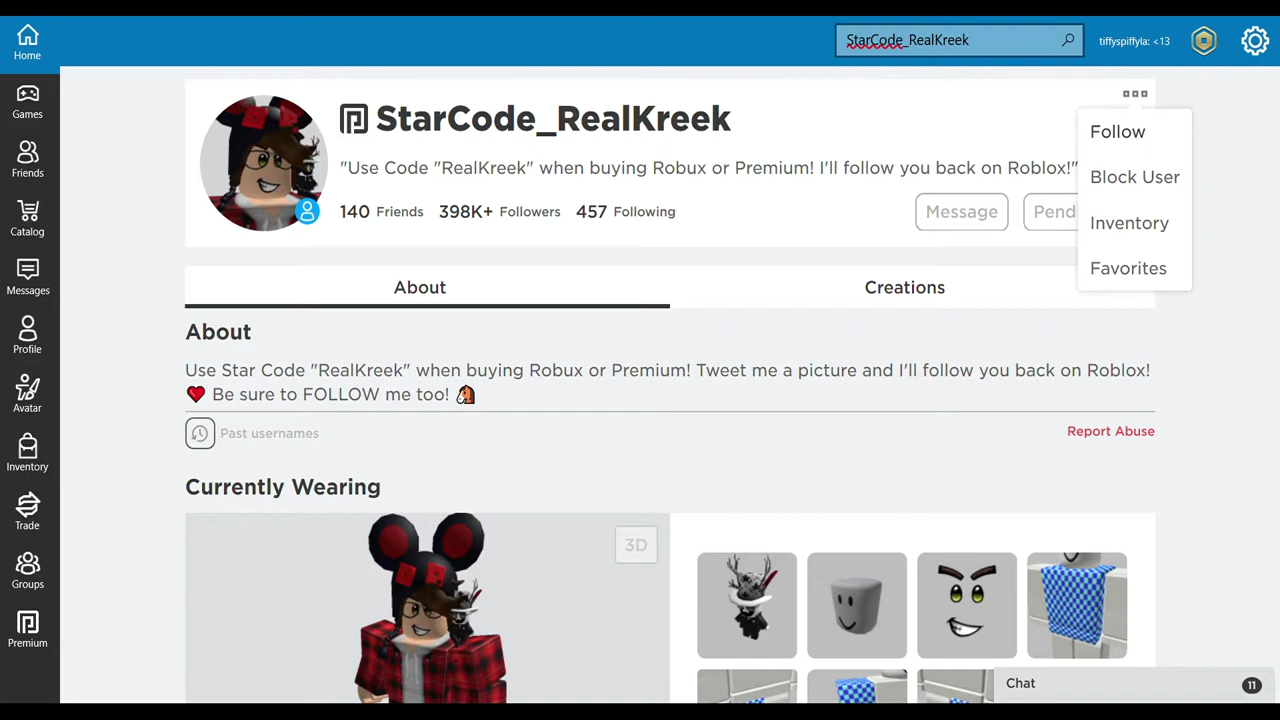 Home
StarCode_RealKreek
tiffyspiffyla: <13
Games
Friends
Catalog
Messages
Profile
Avatar
Inventory
Trade
Groups
Premium
StarCode_RealKreek
"Use Code "RealKreek" when buying Robux or Premium! I'll follow you back on Roblox!"
140 Friends 398K+ Followers 457 Following
Message
Pend
Follow
Block User
Inventory
Favorites
About
Creations
About
Use Star Code "RealKreek" when buying Robux or Premium! Tweet me a picture and I'll follow you back on Roblox!
❤️ Be sure to FOLLOW me too! 🐴
Past usernames
Report Abuse
Currently Wearing
3D
Chat
11